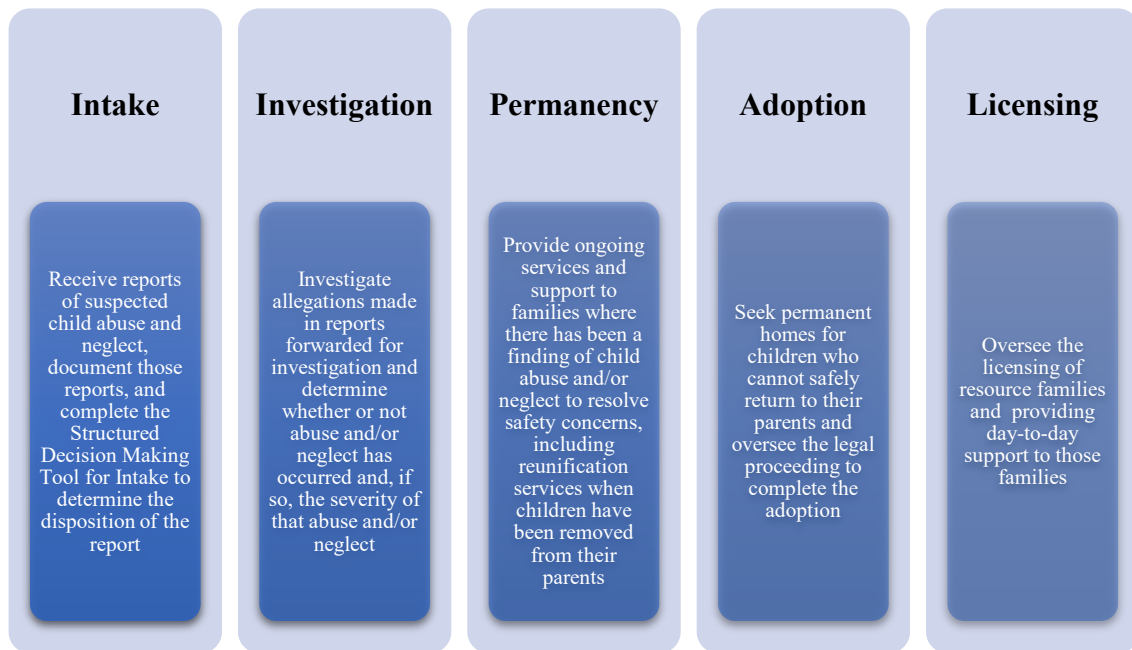 Intake
Receive reports
of suspected
child abuse and
neglect,
document those
reports, and
complete the
Structured
Decision Making
Tool for Intake to
determine the
disposition of the
report
Investigation
Investigate
allegations made
in reports
forwarded for
investigation and
determine
whether or not
abuse and/or
neglect has
occurred and, if
so, the severity of
that abuse and/or
neglect
Permanency
Provide ongoing
services and
support to
families where
there has been a
finding of child
abuse and/or
neglect to resolve
safety concerns,
including
reunification
services when
children have
been removed
from their
parents
Adoption
Seek permanent
homes for
children who
cannot safely
return to their
parents and
oversee the legal
proceeding to
complete the
adoption
Licensing
Oversee the
licensing of
resource families
and  providing
day-to-day
support to those
families